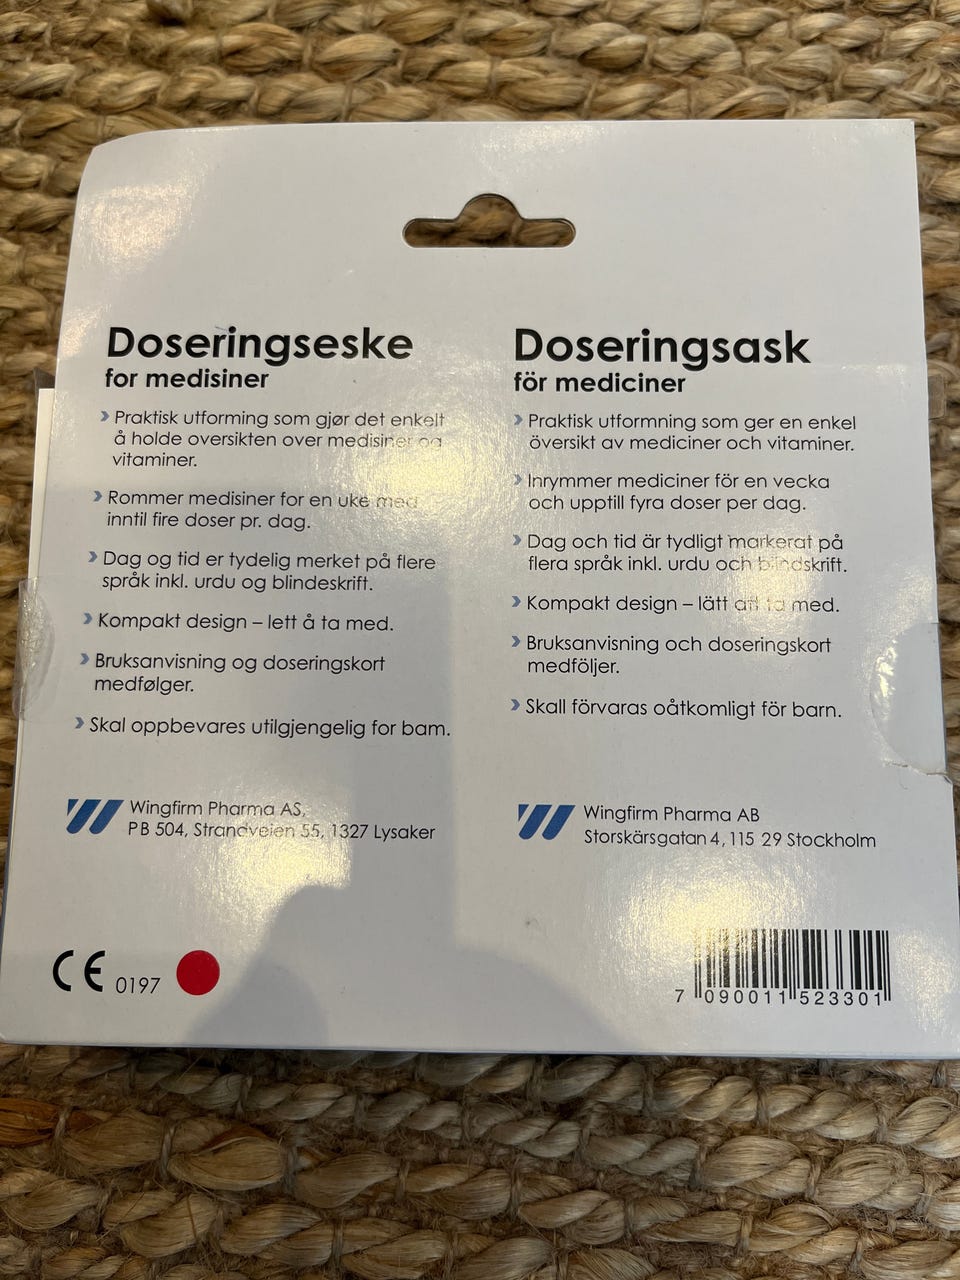 Doseringseske
for medisiner
› Praktisk utforming som gjør det enkelt
å holde oversikten over medisiner og
vitaminer.
› Rommer medisiner for en uke med
inntil fire doser pr. dag.
› Dag og tid er tydelig merket på flere
språk inkl. urdu og blindeskrift.
› Kompakt design – lett å ta med.
› Bruksanvisning og doseringskort
medfølger.
› Skal oppbevares utilgjengelig for barn.
Wingfirm Pharma AS,
PB 504, Strandveien 55, 1327 Lysaker
CE 0197
Doseringsask
för mediciner
› Praktisk utformning som ger en enkel
översikt av mediciner och vitaminer.
› Inrymmer mediciner för en vecka
och upptill fyra doser per dag.
› Dag och tid är tydligt markerat på
flera språk inkl. urdu och blindskrift.
› Kompakt design – lätt att ta med.
› Bruksanvisning och doseringskort
medföljer.
› Skall förvaras oåtkomligt för barn.
Wingfirm Pharma AB
Storskärsgatan 4, 115 29 Stockholm
7 090011 523301